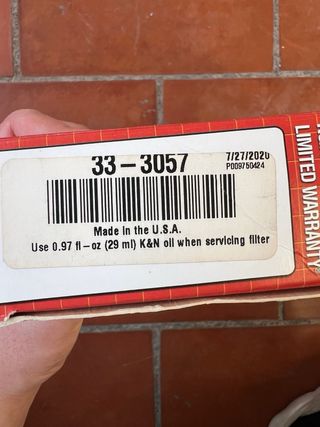 33-3057
7/27/2020
P009750424
Made in the U.S.A.
Use 0.97 fl-oz (29 ml) K&N oil when servicing filter
LIMITED WARRANTY